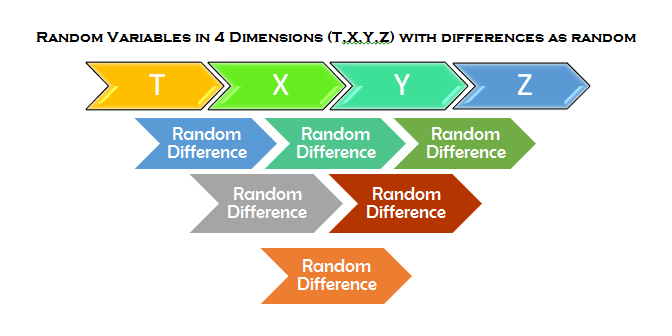 Random Variables in 4 Dimensions (T,X,Y,Z) with differences as random
T X Y Z
Random Random Random
Difference Difference Difference
Random Random
Difference Difference
Random
Difference